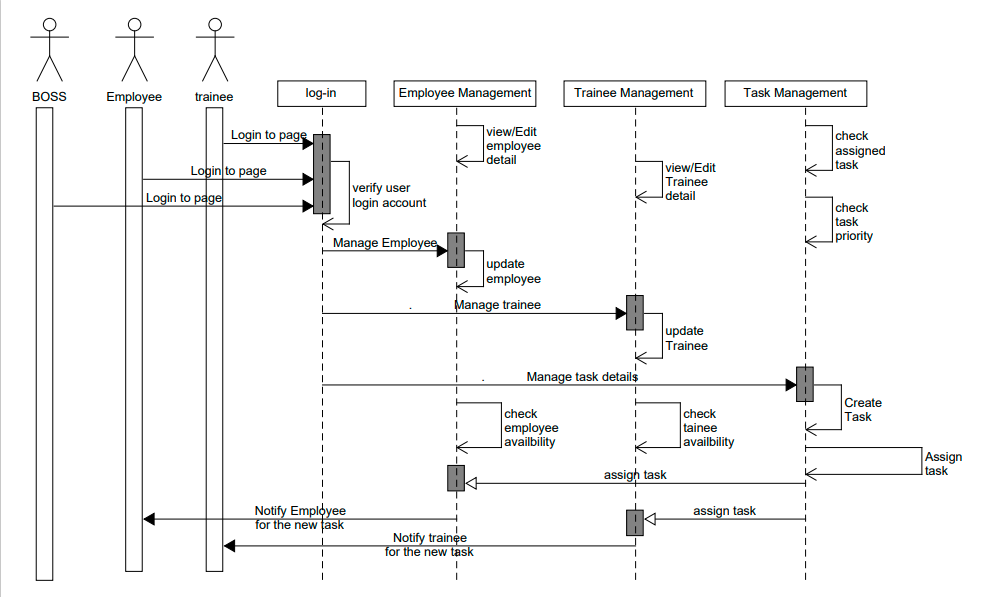 BOSS
Employee
trainee
log-in
Employee Management
Trainee Management
Task Management
Login to page
view/Edit
employee
detail
check
assigned
task
Login to page
view/Edit
Trainee
detail
verify user
login account
Login to page
check
task
priority
Manage Employee
update
employee
. Manage trainee
update
Trainee
. Manage task details
Create
Task
check
employee
availbility
check
tainee
availbility
Assign
task
assign task
Notify Employee
for the new task
assign task
Notify trainee
for the new task